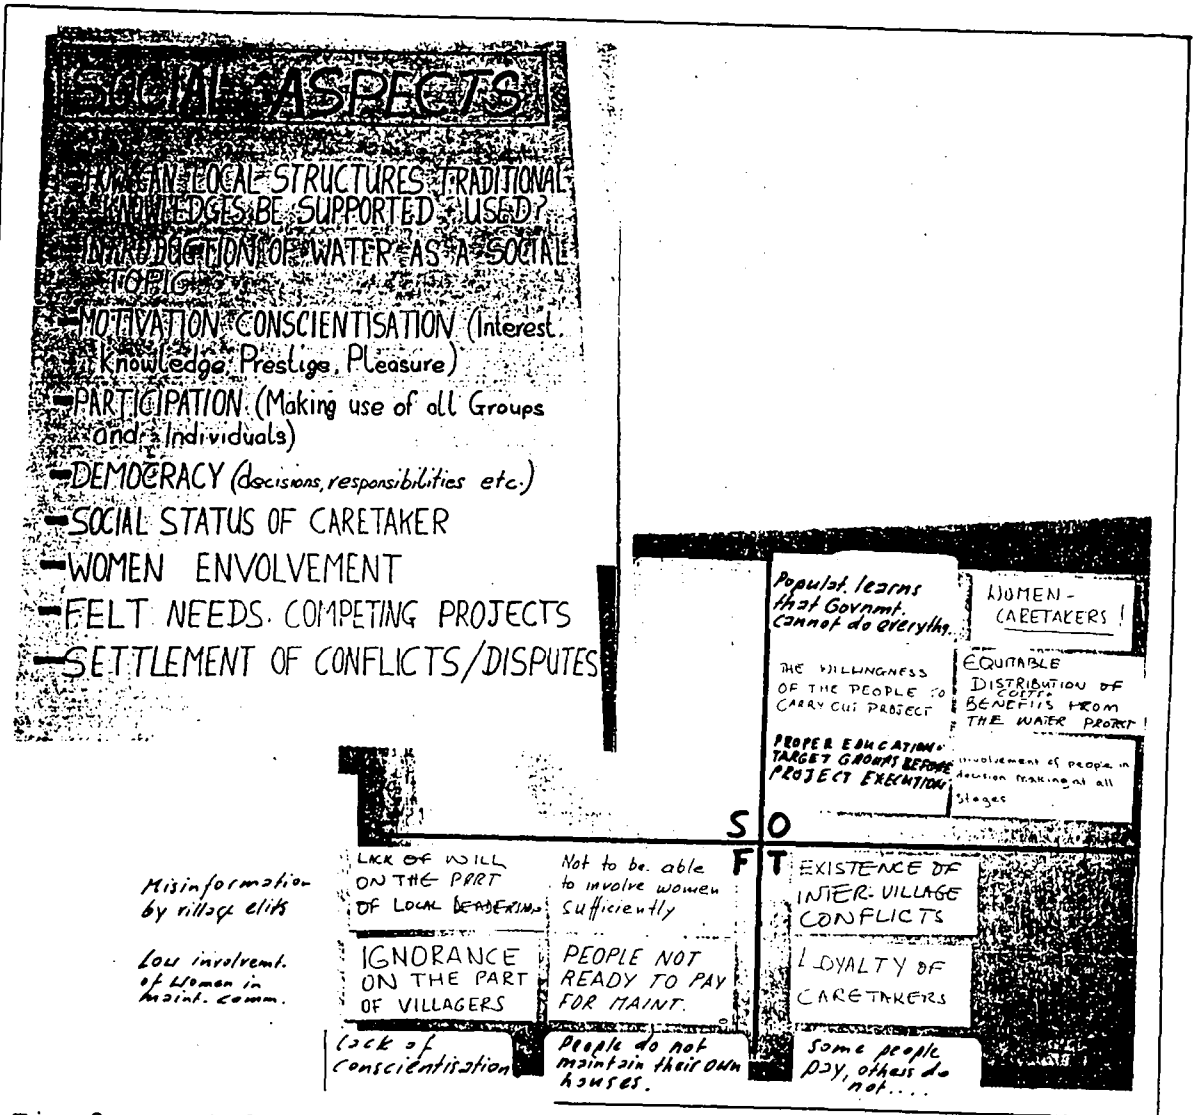 SOCIAL ASPECTS
- HOW CAN LOCAL STRUCTURES, TRADITIONAL
KNOWLEDGES BE SUPPORTED + USED?
- INTRODUCTION OF WATER AS A SOCIAL
TOPIC
- MOTIVATION CONSCIENTISATION (Interest.
Knowledge, Prestige, Pleasure)
- PARTICIPATION (Making use of all Groups
and Individuals)
- DEMOCRACY (decisions, responsibilities etc.)
- SOCIAL STATUS OF CARETAKER
- WOMEN ENVOLVEMENT
- FELT NEEDS. COMPETING PROJECTS
- SETTLEMENT OF CONFLICTS/DISPUTES
Populat. learns
that Govnmt.
cannot do everythg.
THE WILLINGNESS
OF THE PEOPLE TO
CARRY OUT PROJECT
PROPER EDUCATION
TARGET GROUPS BEFORE
PROJECT EXECUTION
WOMEN-
CARETAKERS!
EQUITABLE
DISTRIBUTION OF
COSTS +
BENEFITS FROM
THE WATER PROJECT!
involvement of people in
decision making at all
stages
S O
F T
Misinformation
by village elits
Low involvemt.
of Women in
maint. comm.
LACK OF WILL
ON THE PART
OF LOCAL
IGNORANCE
ON THE PART
OF VILLAGERS
Lack of
conscientisation
Not to be able
to involve women
sufficiently
PEOPLE NOT
READY TO PAY
FOR MAINT.
People do not
maintain their own
houses.
EXISTENCE OF
INTER-VILLAGE
CONFLICTS
LOYALTY OF
CARETAKERS
Some people
pay, others do
not....